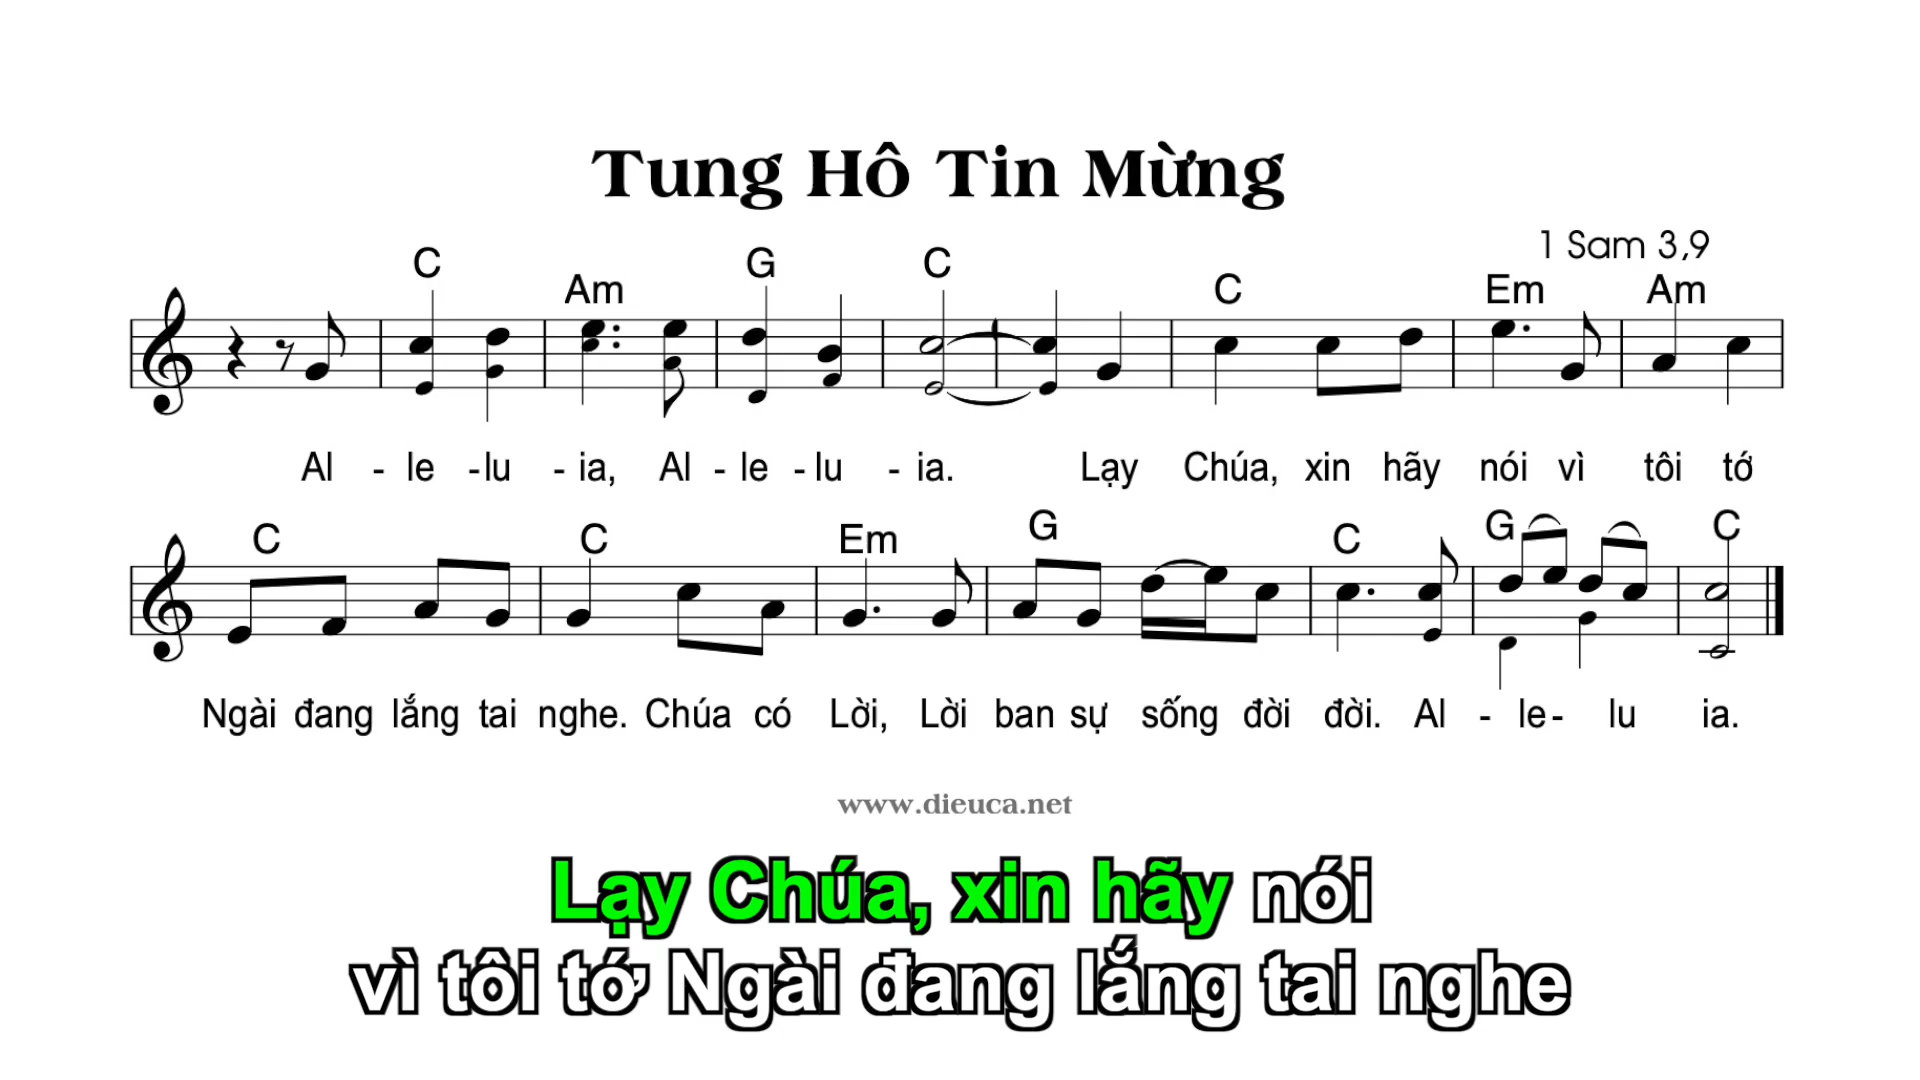 Tung Hô Tin Mừng
1 Sam 3,9
C Am G C C Em Am
Al - le -lu - ia, Al - le - lu - ia. Lạy Chúa, xin hãy nói vì tôi tớ
C C Em G C G C
Ngài đang lắng tai nghe. Chúa có Lời, Lời ban sự sống đời đời. Al - le- lu ia.
www.dieuca.net
Lạy Chúa, xin hãy nói
vì tôi tớ Ngài đang lắng tai nghe